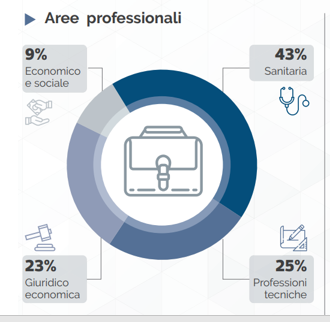 Aree professionali
9%
Economico
e sociale
43%
Sanitaria
23%
Giuridico
economica
25%
Professioni
tecniche